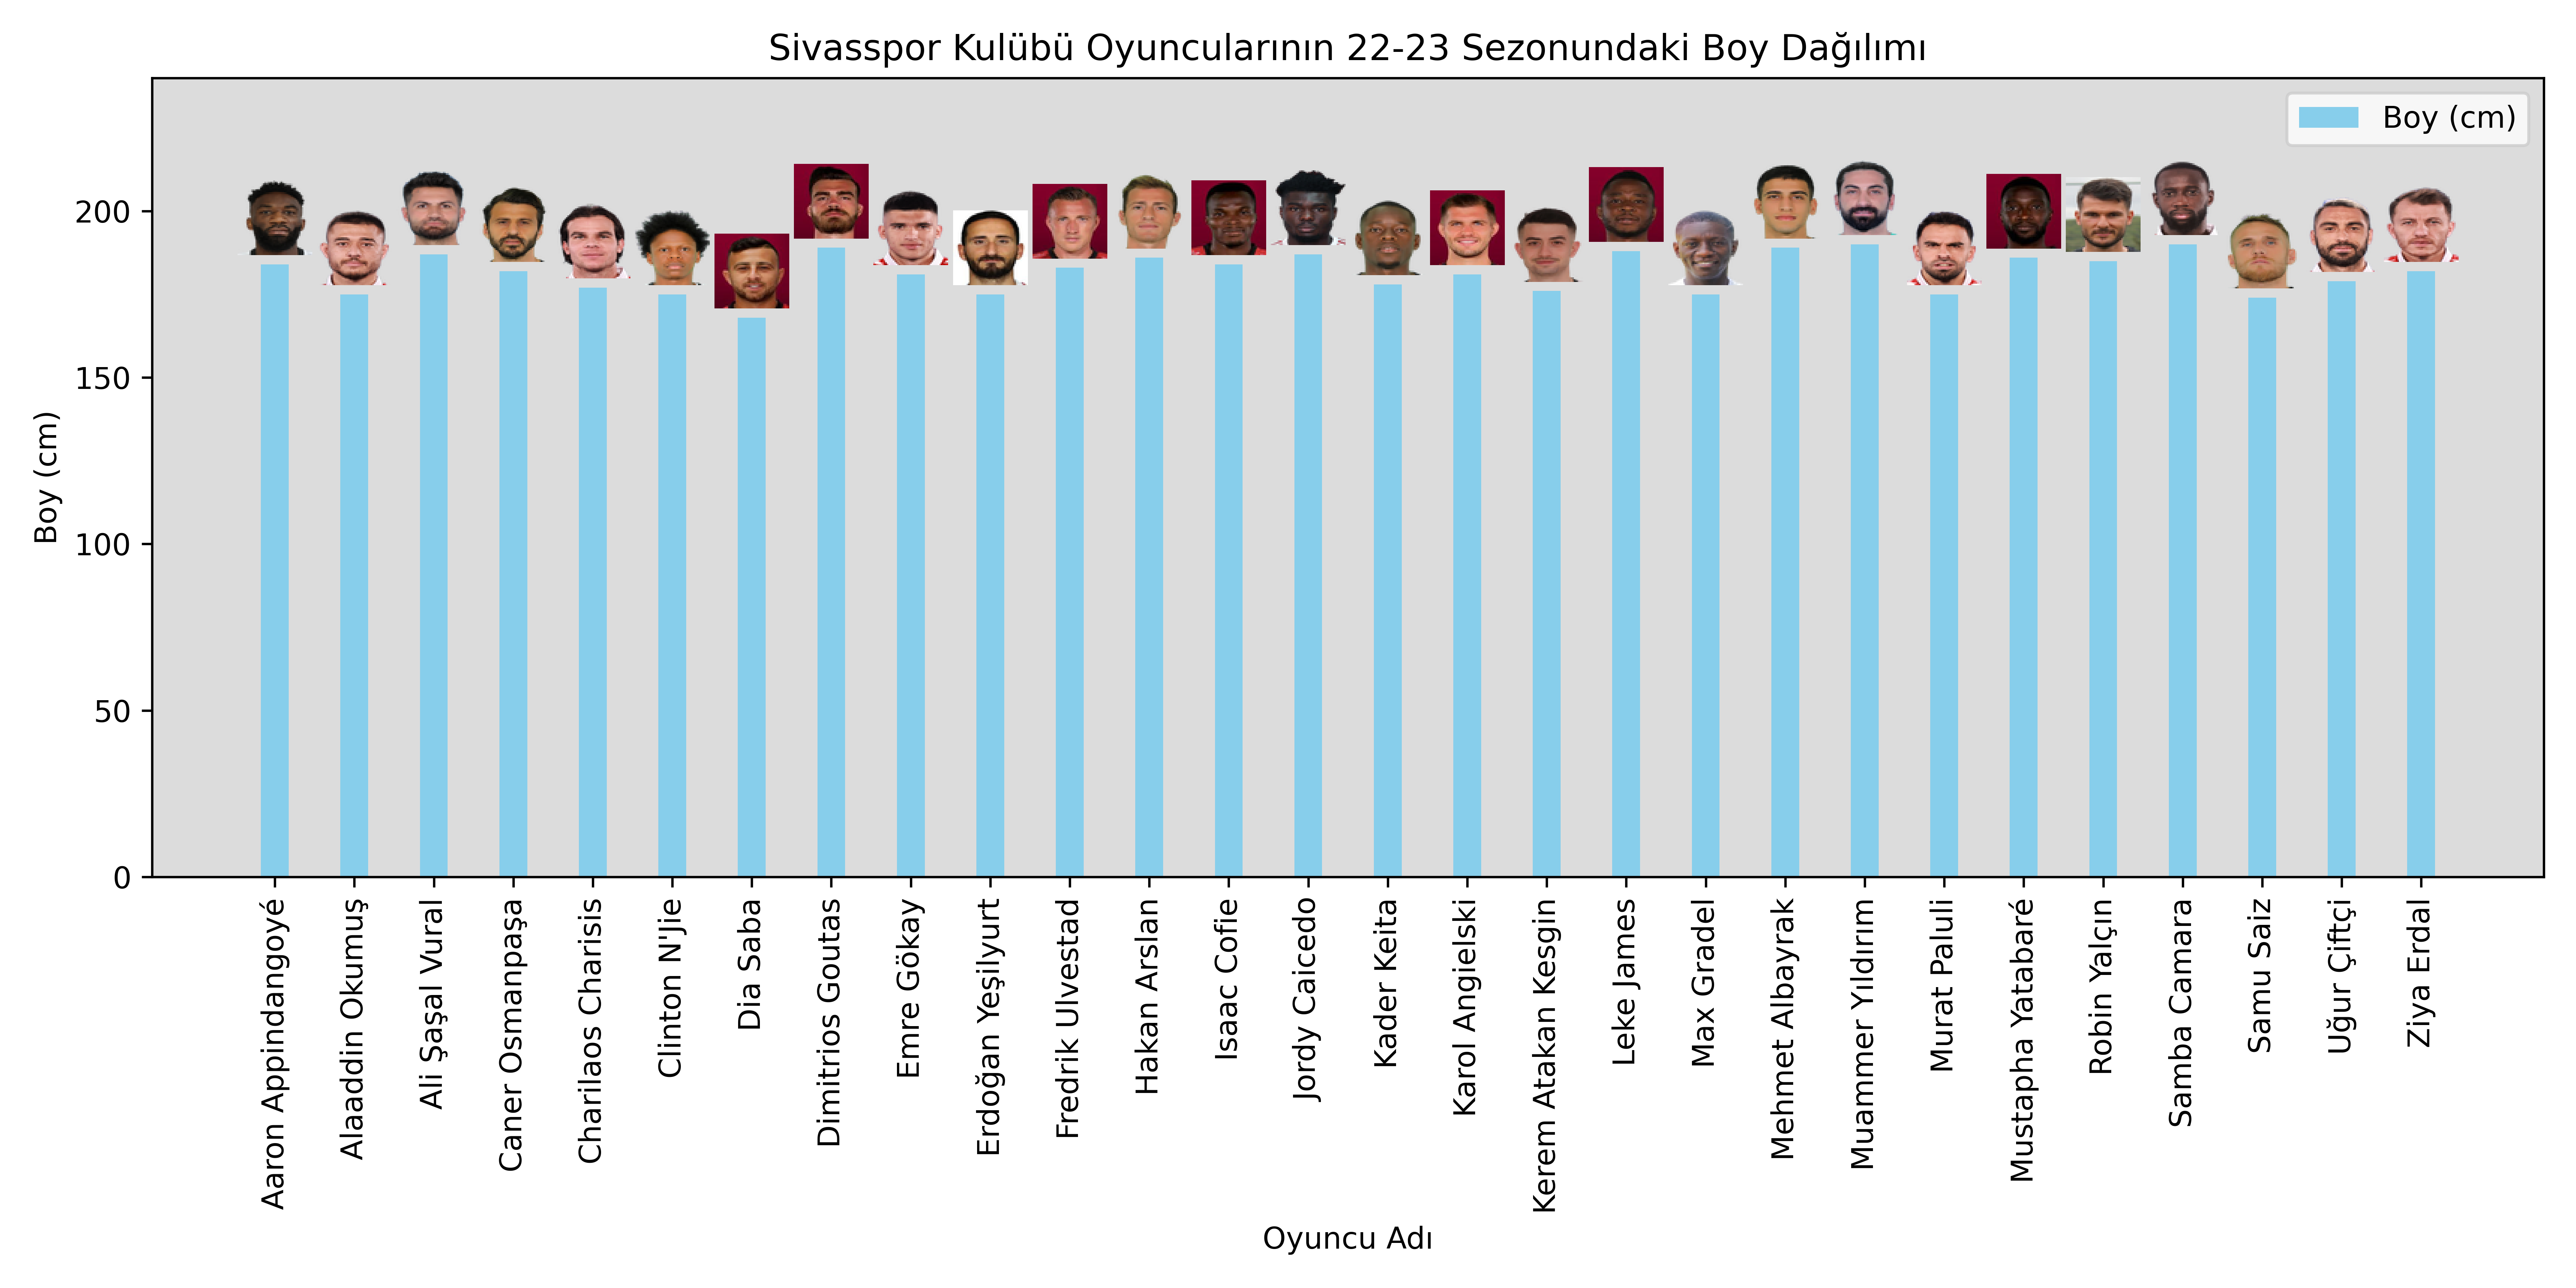 Sivasspor Kulübü Oyuncularının 22-23 Sezonundaki Boy Dağılımı
Boy (cm)
Boy (cm)
200
150
100
50
0
Aaron Appindangoyé
Alaaddin Okumuş
Ali Şaşal Vural
Caner Osmanpaşa
Charilaos Charisis
Clinton N'Jie
Dia Saba
Dimitrios Goutas
Emre Gökay
Erdoğan Yeşilyurt
Fredrik Ulvestad
Hakan Arslan
Isaac Cofie
Jordy Caicedo
Kader Keita
Karol Angielski
Kerem Atakan Kesgin
Leke James
Max Gradel
Mehmet Albayrak
Muammer Yıldırım
Murat Paluli
Mustapha Yatabaré
Robin Yalçın
Samba Camara
Samu Saiz
Uğur Çiftçi
Ziya Erdal
Oyuncu Adı